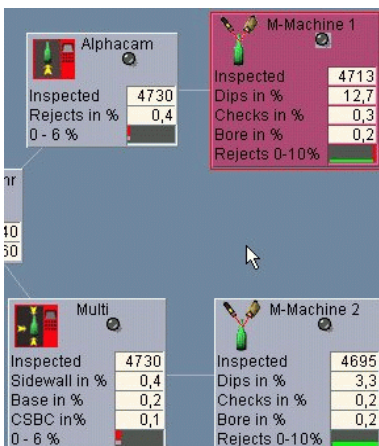 Alphacam
Inspected 4730
Rejects in % 0,4
0 - 6 %
M-Machine 1
Inspected 4713
Dips in % 12,7
Checks in % 0,3
Bore in % 0,2
Rejects 0-10%
Multi
Inspected 4730
Sidewall in % 0,4
Base in % 0,2
CSBC in% 0,1
0 - 6 %
M-Machine 2
Inspected 4695
Dips in % 3,3
Checks in % 0,2
Bore in % 0,2
Rejects 0-10%